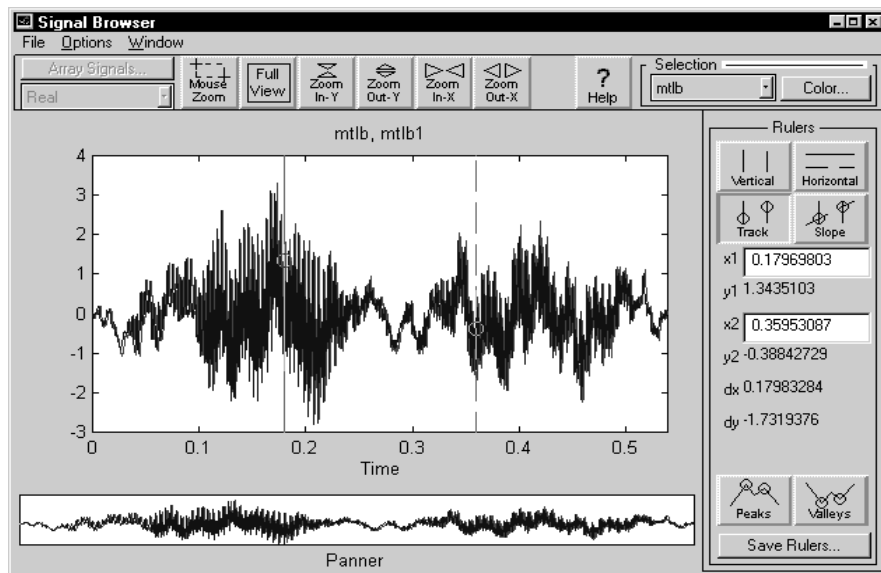 Signal Browser
File Options Window
Array Signals...
Real
Mouse Zoom
Full View
Zoom In-Y
Zoom Out-Y
Zoom In-X
Zoom Out-X
? Help
Selection
mtlb
Color...
mtlb, mtlb1
4
3
2
1
0
-1
-2
-3
0 0.1 0.2 0.3 0.4 0.5
Time
Panner
Rulers
Vertical Horizontal
Track Slope
x1 0.17969803
y1 1.3435103
x2 0.35953087
y2 -0.38842729
dx 0.17983284
dy -1.7319376
Peaks Valleys
Save Rulers...